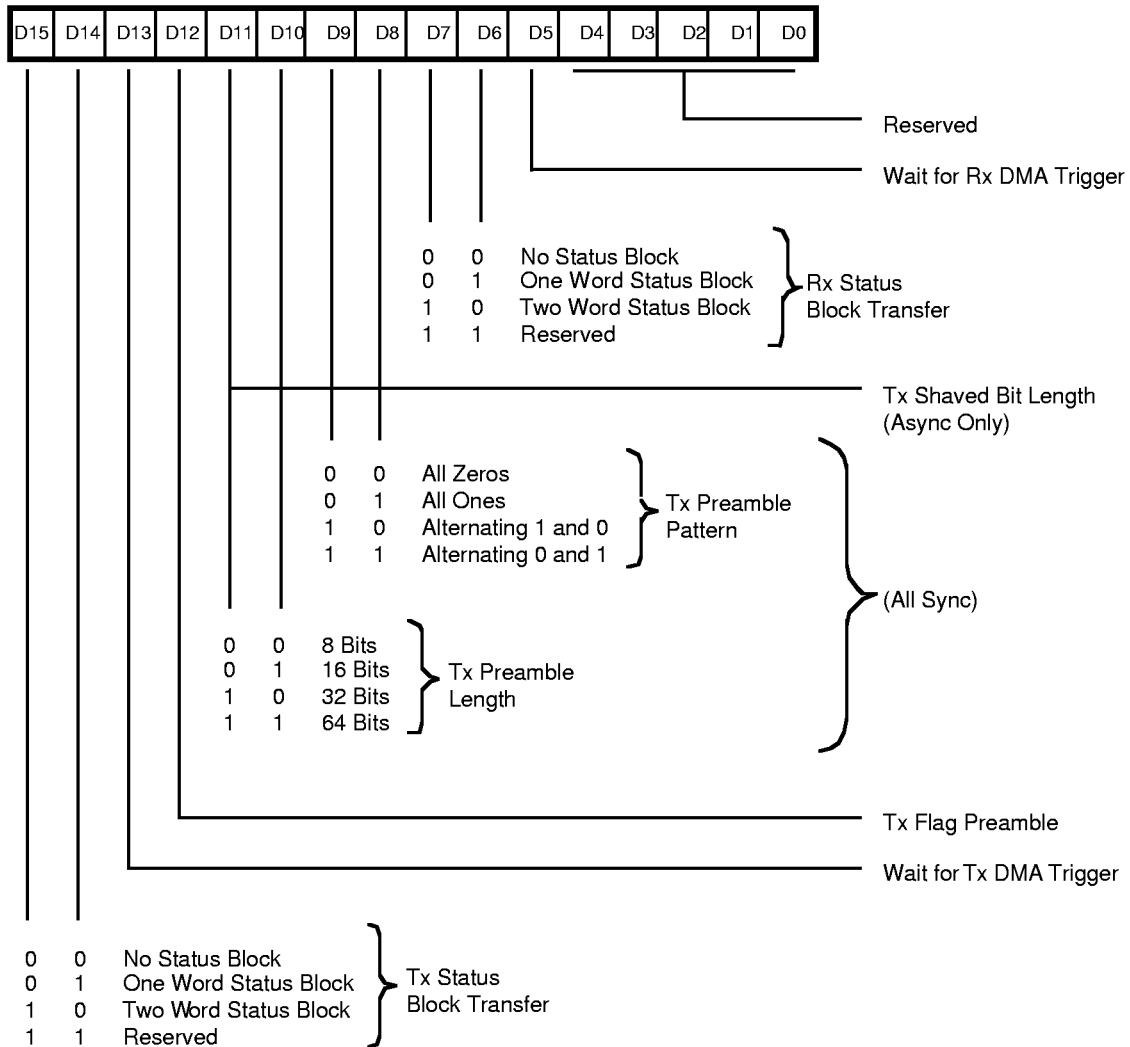 D15 D14 D13 D12 D11 D10 D9 D8 D7 D6 D5 D4 D3 D2 D1 D0
Reserved
Wait for Rx DMA Trigger
0 0 No Status Block
0 1 One Word Status Block
1 0 Two Word Status Block
1 1 Reserved
Rx Status
Block Transfer
Tx Shaved Bit Length
(Async Only)
0 0 All Zeros
0 1 All Ones
1 0 Alternating 1 and 0
1 1 Alternating 0 and 1
Tx Preamble
Pattern
(All Sync)
0 0 8 Bits
0 1 16 Bits
1 0 32 Bits
1 1 64 Bits
Tx Preamble
Length
Tx Flag Preamble
Wait for Tx DMA Trigger
0 0 No Status Block
0 1 One Word Status Block
1 0 Two Word Status Block
1 1 Reserved
Tx Status
Block Transfer